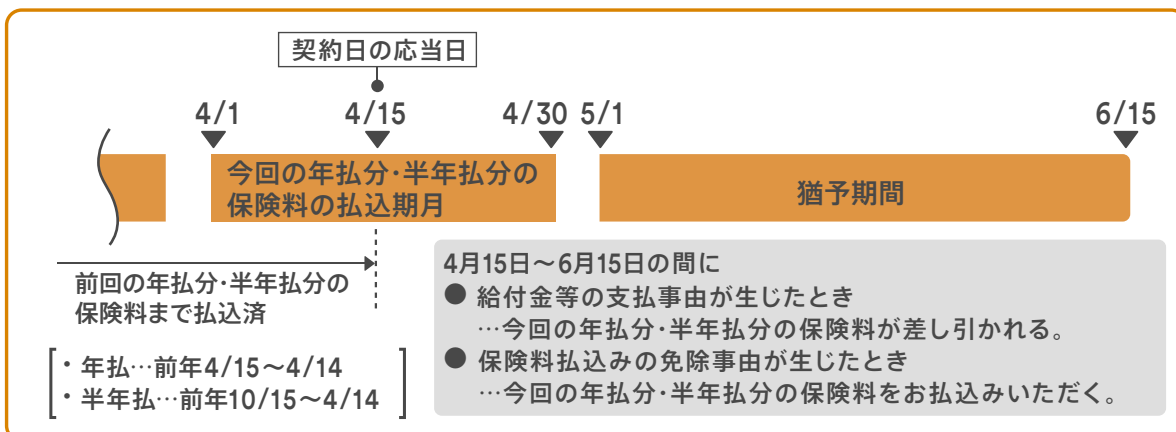 契約日の応当日
4/1
4/15
4/30
5/1
6/15
今回の年払分・半年払分の
保険料の払込期月
猶予期間
前回の年払分・半年払分の
保険料まで払込済
・年払…前年4/15～4/14
・半年払…前年10/15～4/14
4月15日～6月15日の間に
● 給付金等の支払事由が生じたとき
…今回の年払分・半年払分の保険料が差し引かれる。
● 保険料払込みの免除事由が生じたとき
…今回の年払分・半年払分の保険料をお払込みいただく。